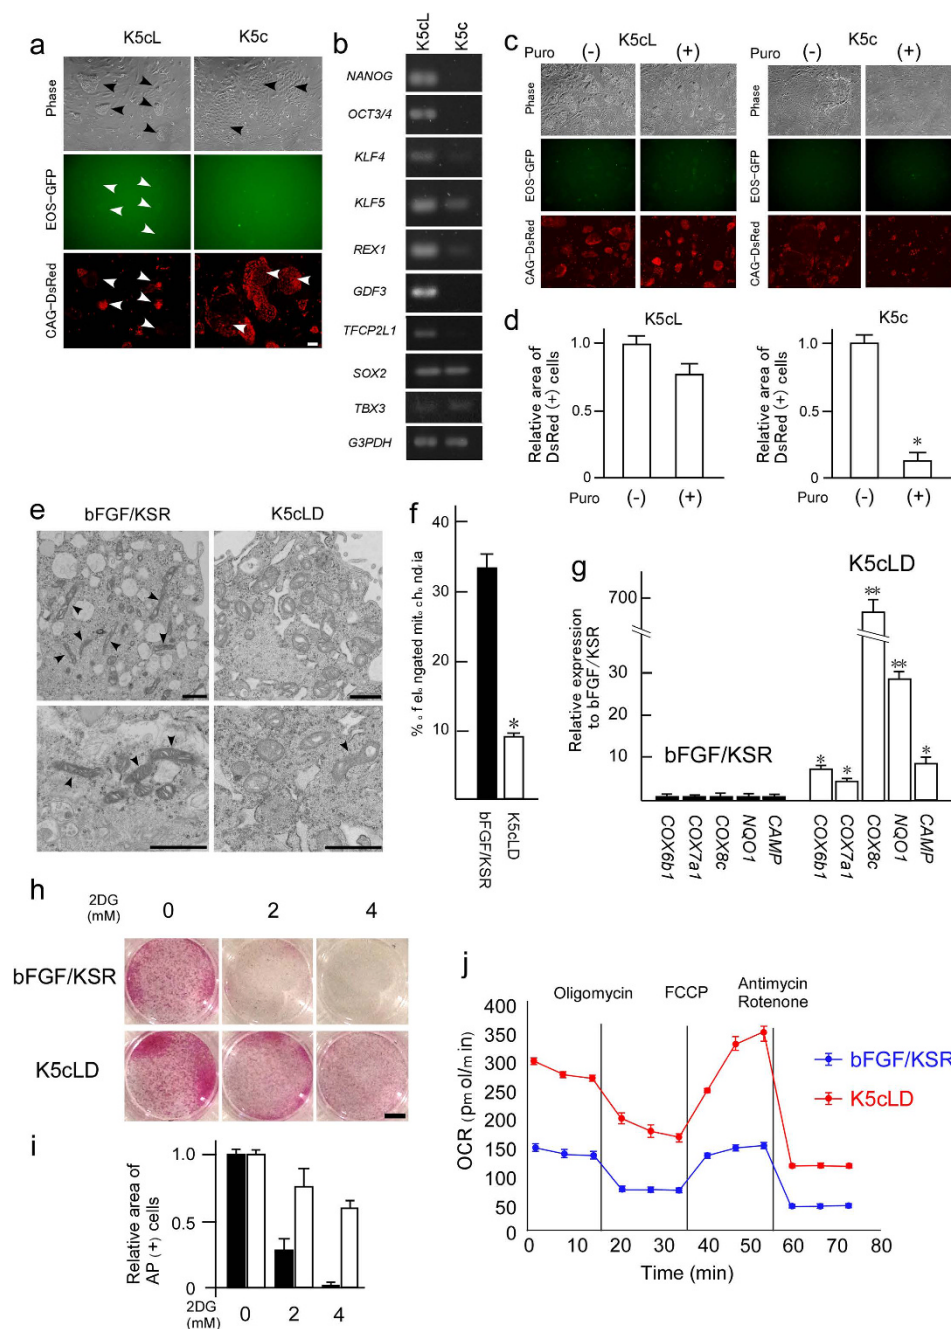 a
K5cL
K5c
Phase
EOS-GFP
CAG-DsRed
b
K5cL
K5c
NANOG
OCT3/4
KLF4
KLF5
REX1
GDF3
TFCP2L1
SOX2
TBX3
G3PDH
c
K5cL
K5c
Puro
(-)
(+)
Puro
(-)
(+)
Phase
EOS-GFP
CAG-DsRed
Phase
EOS-GFP
CAG-DsRed
d
K5cL
K5c
Relative area of
DsRed (+) cells
1.0
0.5
0
Puro
(-)
(+)
Relative area of
DsRed (+) cells
1.0
0.5
0
*
Puro
(-)
(+)
e
bFGF/KSR
K5cLD
f
% of elongated mitochondria
40
30
20
10
*
bFGF/KSR
K5cLD
g
K5cLD
Relative expression
to bFGF/KSR
700
30
20
10
bFGF/KSR
*
*
**
**
*
COX6b1
COX7a1
COX8c
NQO1
CAMP
COX6b1
COX7a1
COX8c
NQO1
CAMP
h
2DG
(mM)
0
2
4
bFGF/KSR
K5cLD
i
Relative area of
AP (+) cells
1.0
0.5
0
2DG
(mM)
0
2
4
j
Oligomycin
FCCP
Antimycin
Rotenone
OCR (pmol/min)
400
350
300
250
200
150
100
50
0
0 10 20 30 40 50 60 70 80
Time (min)
bFGF/KSR
K5cLD